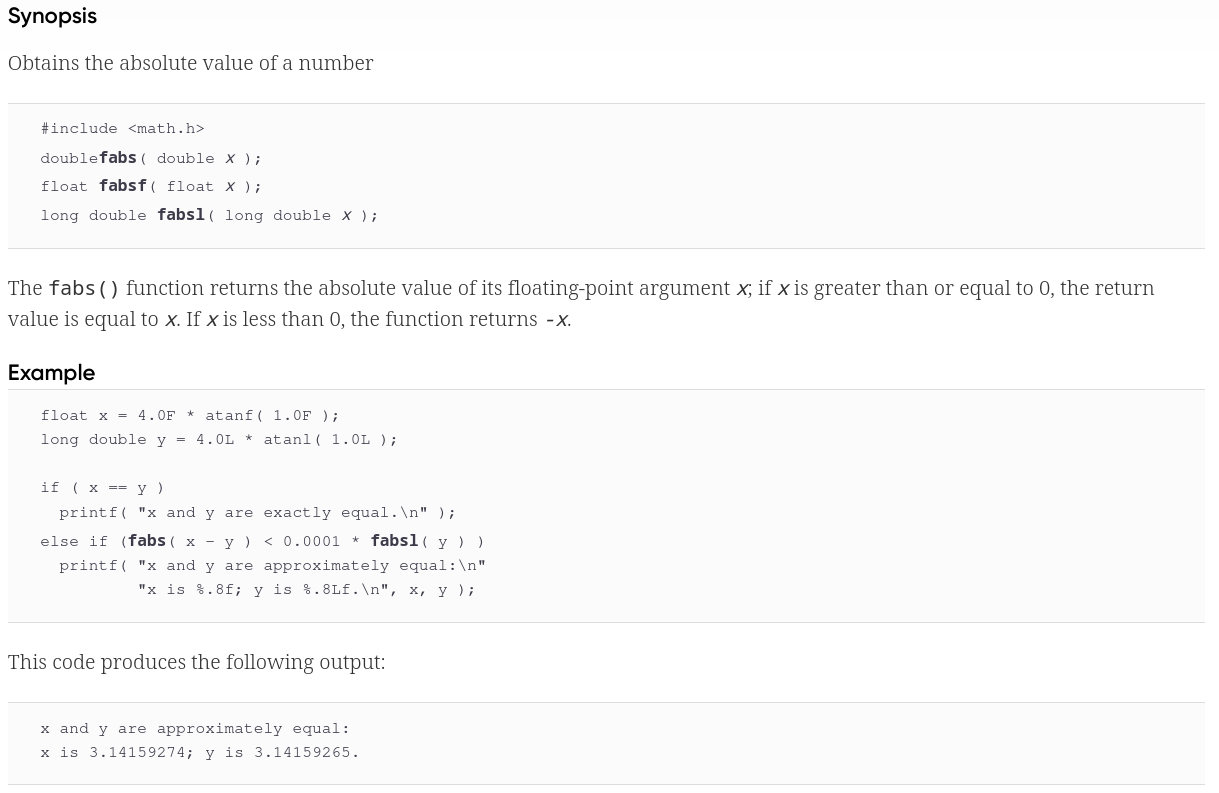 Synopsis
Obtains the absolute value of a number
#include <math.h>
doublefabs( double x );
float fabsf( float x );
long double fabsl( long double x );
The fabs() function returns the absolute value of its floating-point argument x; if x is greater than or equal to 0, the return
value is equal to x. If x is less than 0, the function returns -x.
Example
float x = 4.0F * atanf( 1.0F );
long double y = 4.0L * atanl( 1.0L );
if ( x == y )
  printf( "x and y are exactly equal.\n" );
else if (fabs( x - y ) < 0.0001 * fabsl( y ) )
  printf( "x and y are approximately equal:\n"
          "x is %.8f; y is %.8Lf.\n", x, y );
This code produces the following output:
x and y are approximately equal:
x is 3.14159274; y is 3.14159265.